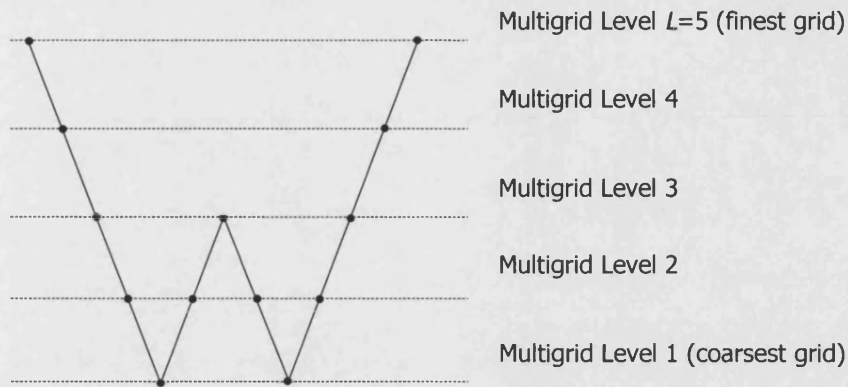 Multigrid Level L=5 (finest grid)
Multigrid Level 4
Multigrid Level 3
Multigrid Level 2
Multigrid Level 1 (coarsest grid)